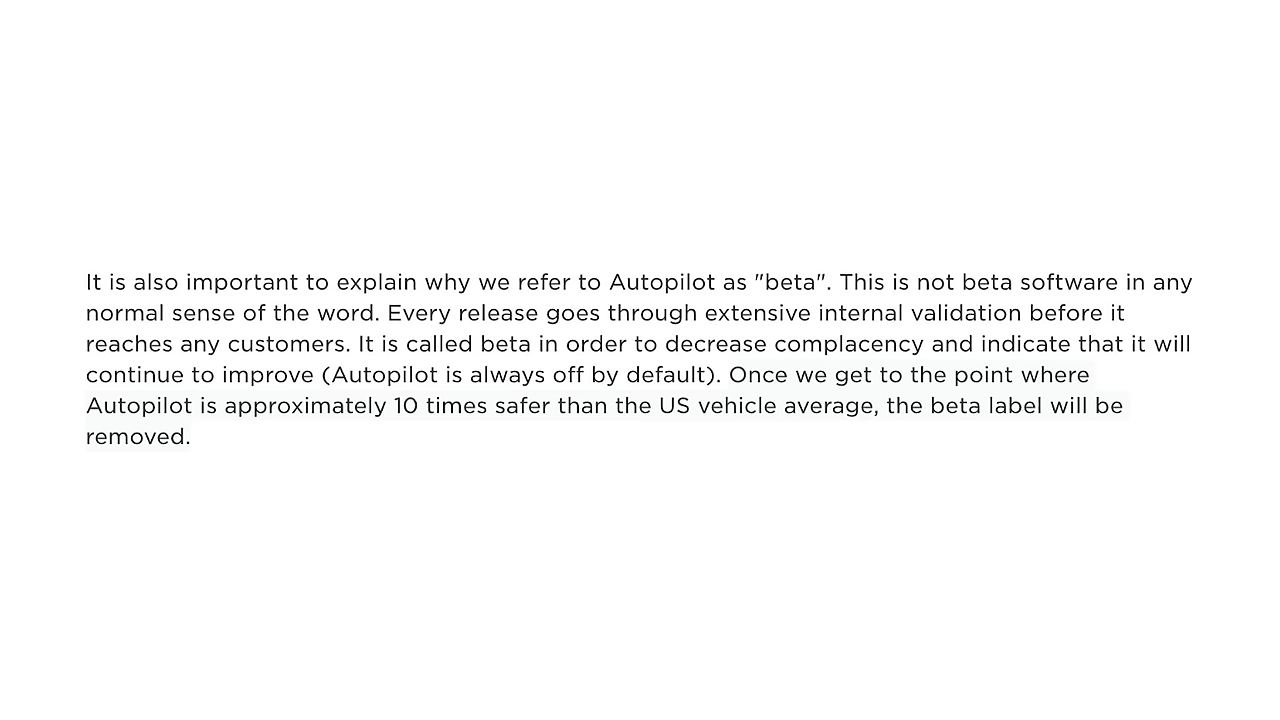 It is also important to explain why we refer to Autopilot as "beta". This is not beta software in any
normal sense of the word. Every release goes through extensive internal validation before it
reaches any customers. It is called beta in order to decrease complacency and indicate that it will
continue to improve (Autopilot is always off by default). Once we get to the point where
Autopilot is approximately 10 times safer than the US vehicle average, the beta label will be
removed.